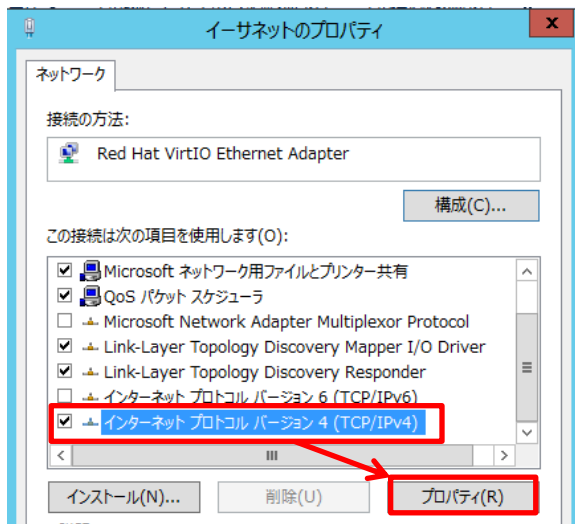 イーサネットのプロパティ
x
ネットワーク
接続の方法:
Red Hat VirtIO Ethernet Adapter
構成(C)...
この接続は次の項目を使用します(O):
Microsoft ネットワーク用ファイルとプリンター共有
QoS パケット スケジューラ
Microsoft Network Adapter Multiplexor Protocol
Link-Layer Topology Discovery Mapper I/O Driver
Link-Layer Topology Discovery Responder
インターネット プロトコル バージョン 6 (TCP/IPv6)
インターネット プロトコル バージョン 4 (TCP/IPv4)
インストール(N)...
削除(U)
プロパティ(R)